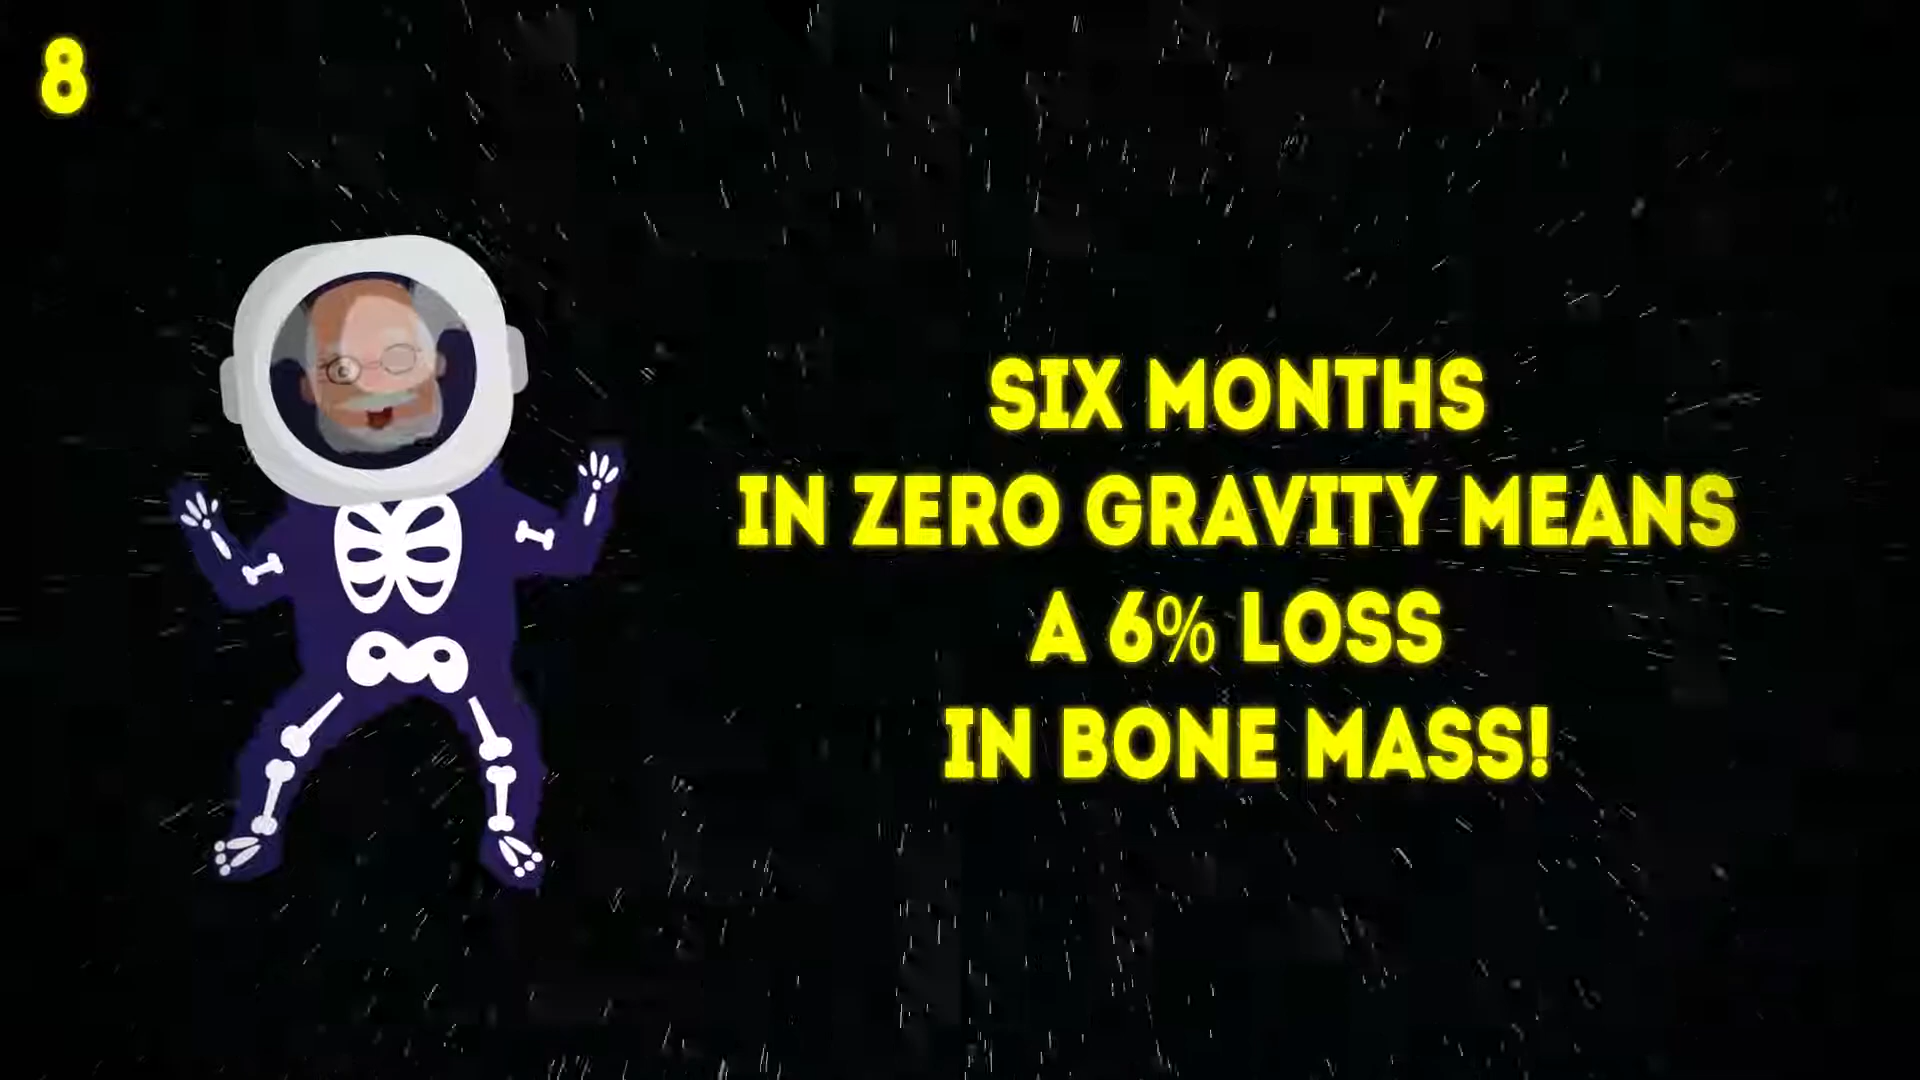 8
SIX MONTHS
IN ZERO GRAVITY MEANS
A 6% LOSS
IN BONE MASS!